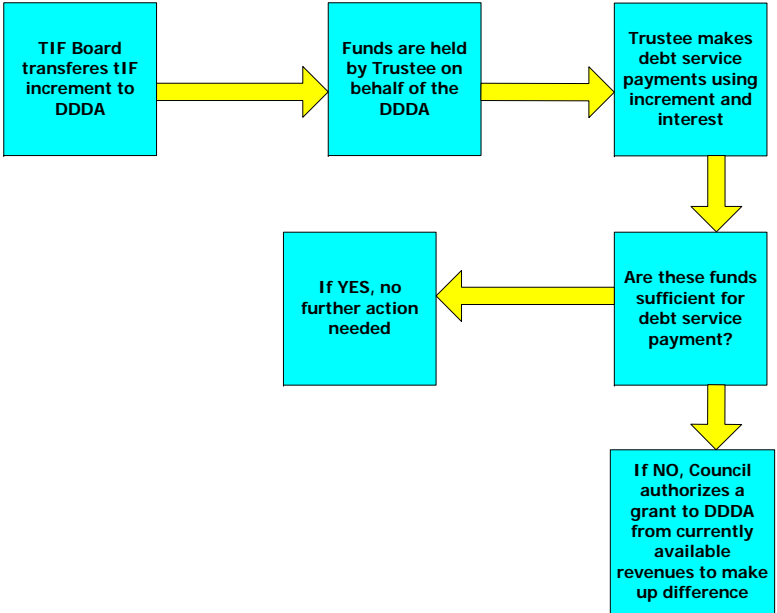 TIF Board
transferes tIF
increment to
DDDA
Funds are held
by Trustee on
behalf of the
DDDA
Trustee makes
debt service
payments using
increment and
interest
Are these funds
sufficient for
debt service
payment?
If YES, no
further action
needed
If NO, Council
authorizes a
grant to DDDA
from currently
available
revenues to make
up difference